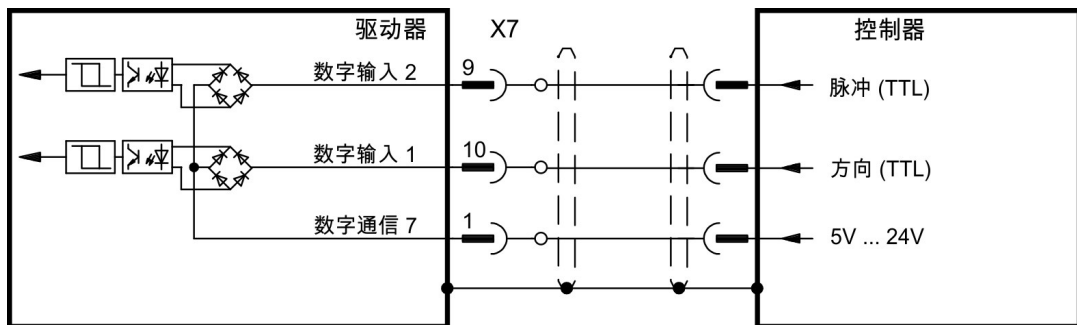 驱动器
X7
控制器
数字输入 2
9
脉冲 (TTL)
数字输入 1
10
方向 (TTL)
数字通信 7
1
5V ... 24V